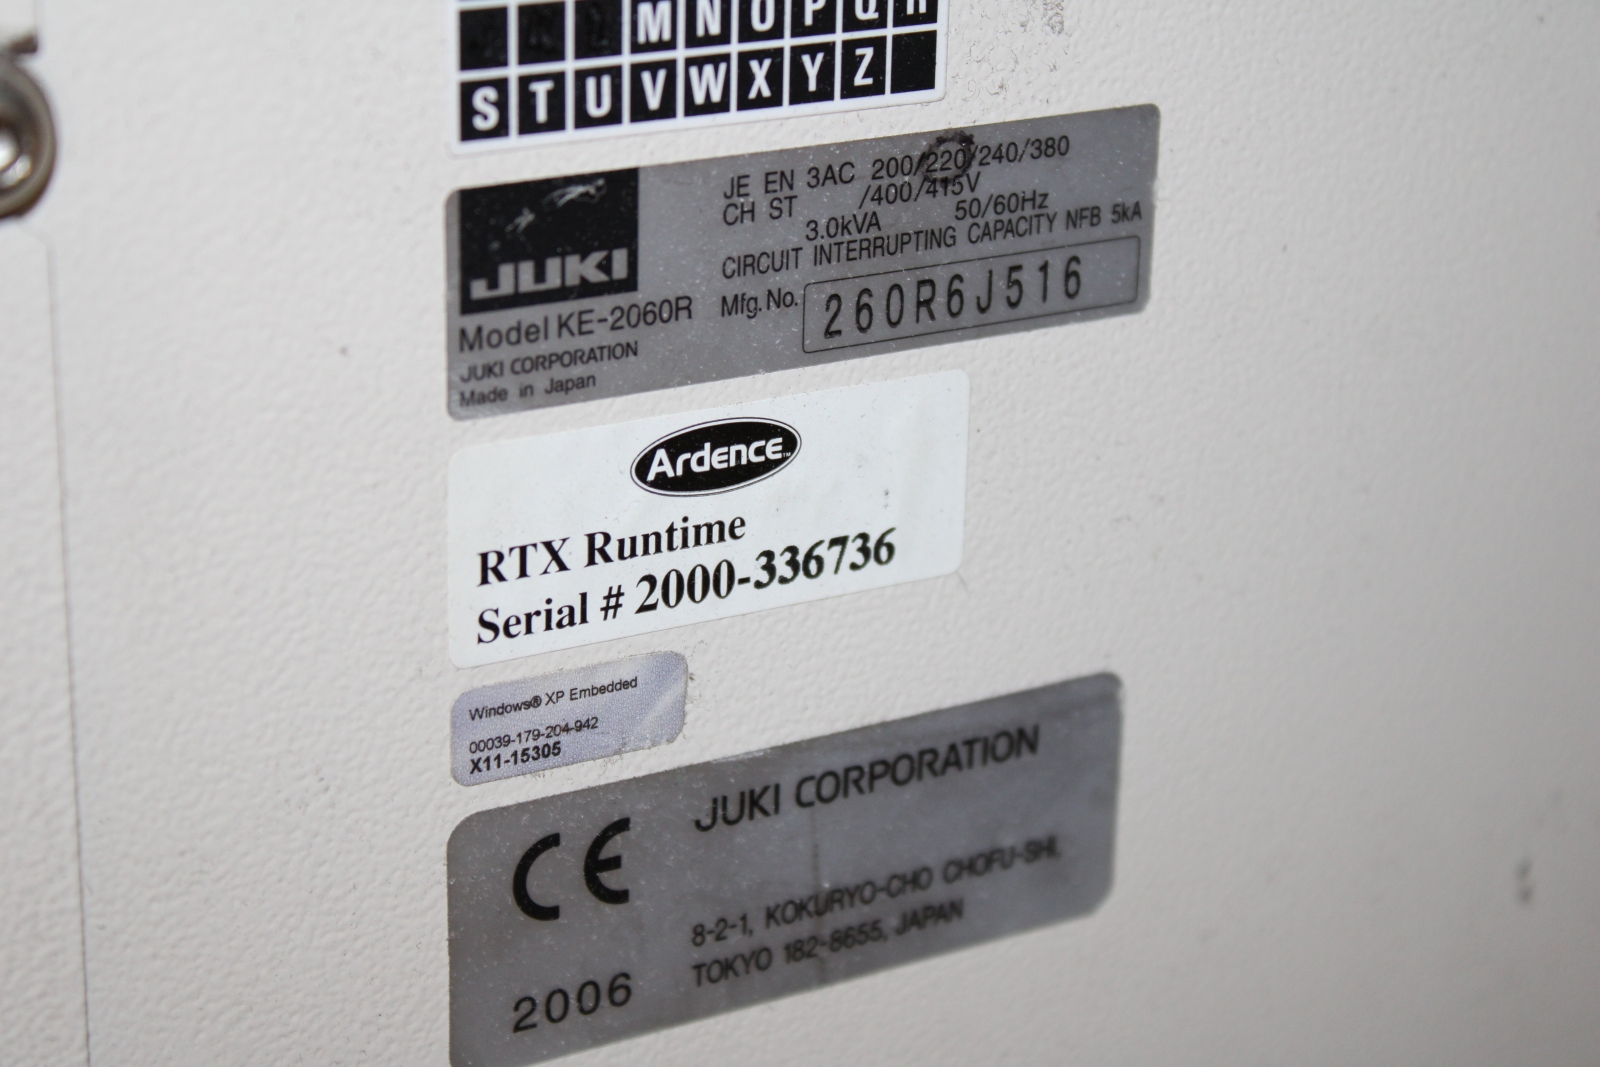 M N O P Q R
S T U V W X Y Z
JUKI
Model KE-2060R
JUKI CORPORATION
Made in Japan
JE EN 3AC 200/220/240/380
CH ST /400/415V
3.0kVA 50/60Hz
CIRCUIT INTERRUPTING CAPACITY NFB 5kA
Mfg.No. 260R6J516
Ardence™
RTX Runtime
Serial # 2000-336736
Windows® XP Embedded
00039-179-204-942
X11-15305
CE
2006
JUKI CORPORATION
8-2-1, KOKURYO-CHO CHOFU-SHI,
TOKYO 182-8655, JAPAN